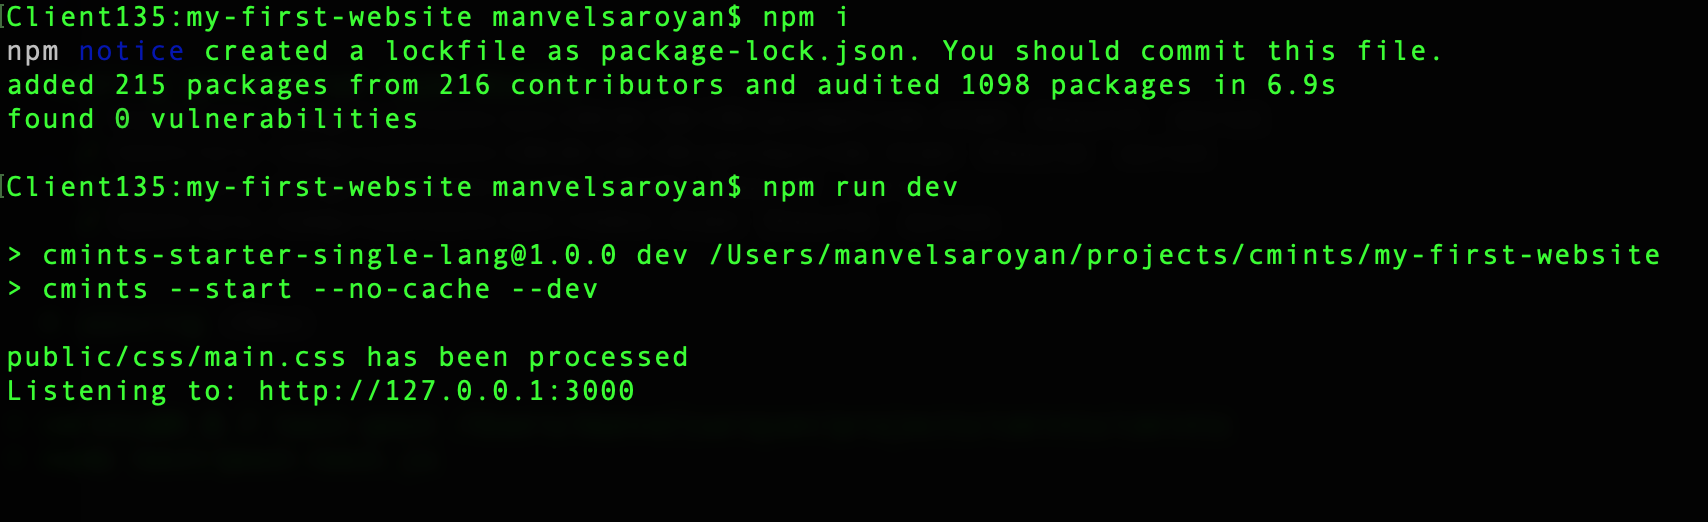 Client135:my-first-website manvelsaroyan$ npm i
npm notice created a lockfile as package-lock.json. You should commit this file.
added 215 packages from 216 contributors and audited 1098 packages in 6.9s
found 0 vulnerabilities
Client135:my-first-website manvelsaroyan$ npm run dev
> cmints-starter-single-lang@1.0.0 dev /Users/manvelsaroyan/projects/cmints/my-first-website
> cmints --start --no-cache --dev
public/css/main.css has been processed
Listening to: http://127.0.0.1:3000